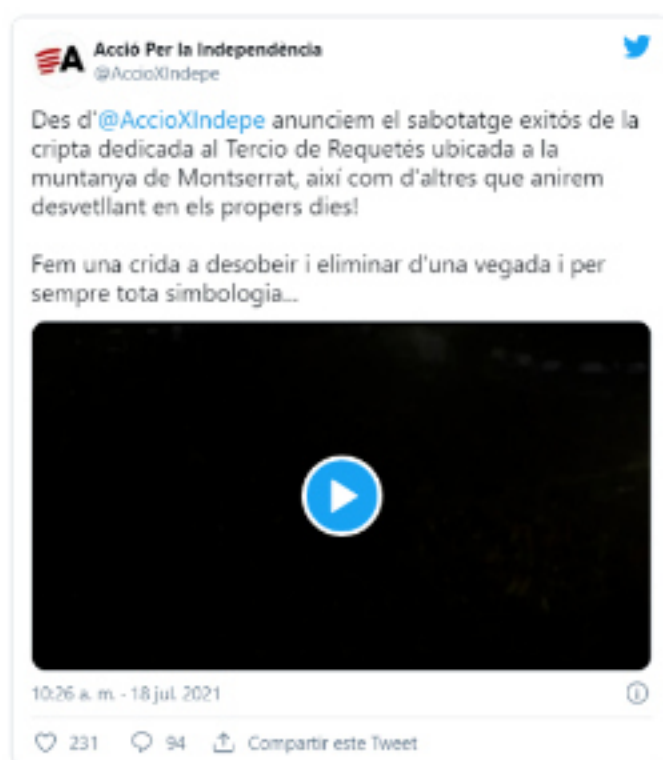 Acció Per la Independència
@AccioXIndepe
Des d'@AccioXIndepe anunciem el sabotatge exitós de la
cripta dedicada al Tercio de Requetés ubicada a la
muntanya de Montserrat, així com d'altres que anirem
desvetllant en els propers dies!
Fem una crida a desobeir i eliminar d'una vegada i per
sempre tota simbologia...
10:26 a. m. - 18 jul. 2021
231 94 Compartir este Tweet